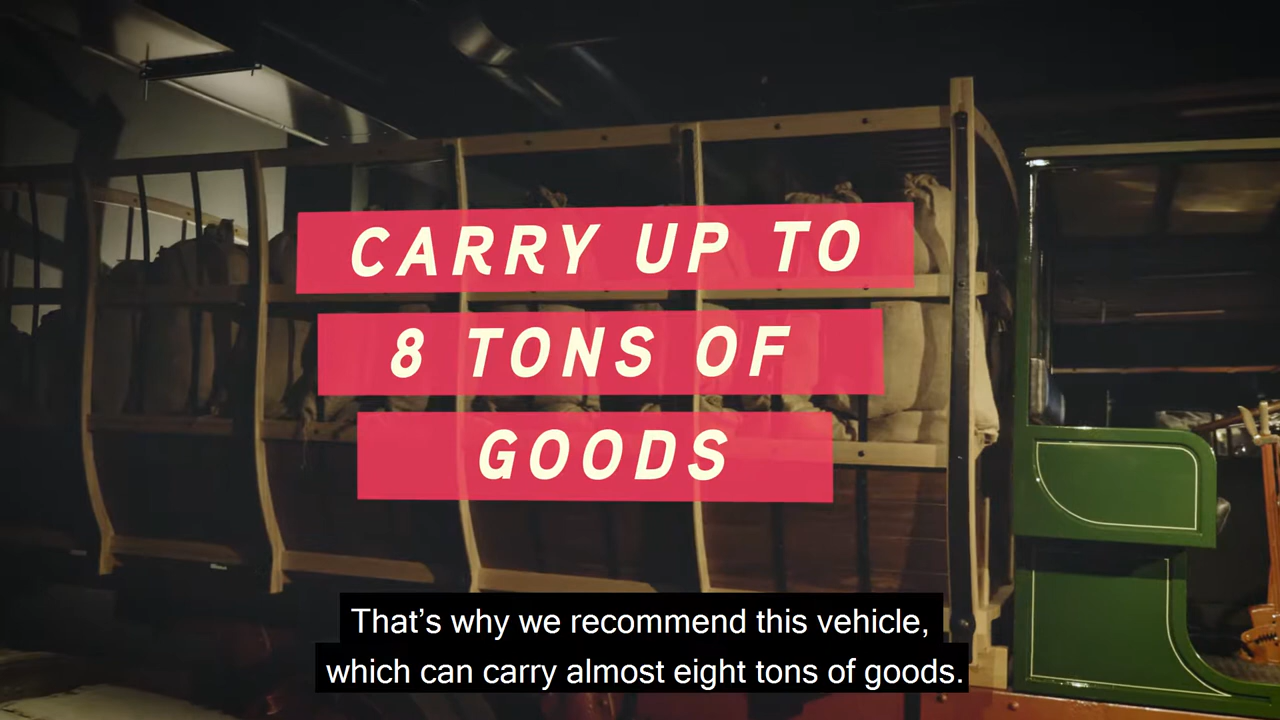 CARRY UP TO
8 TONS OF
GOODS
That's why we recommend this vehicle,
which can carry almost eight tons of goods.